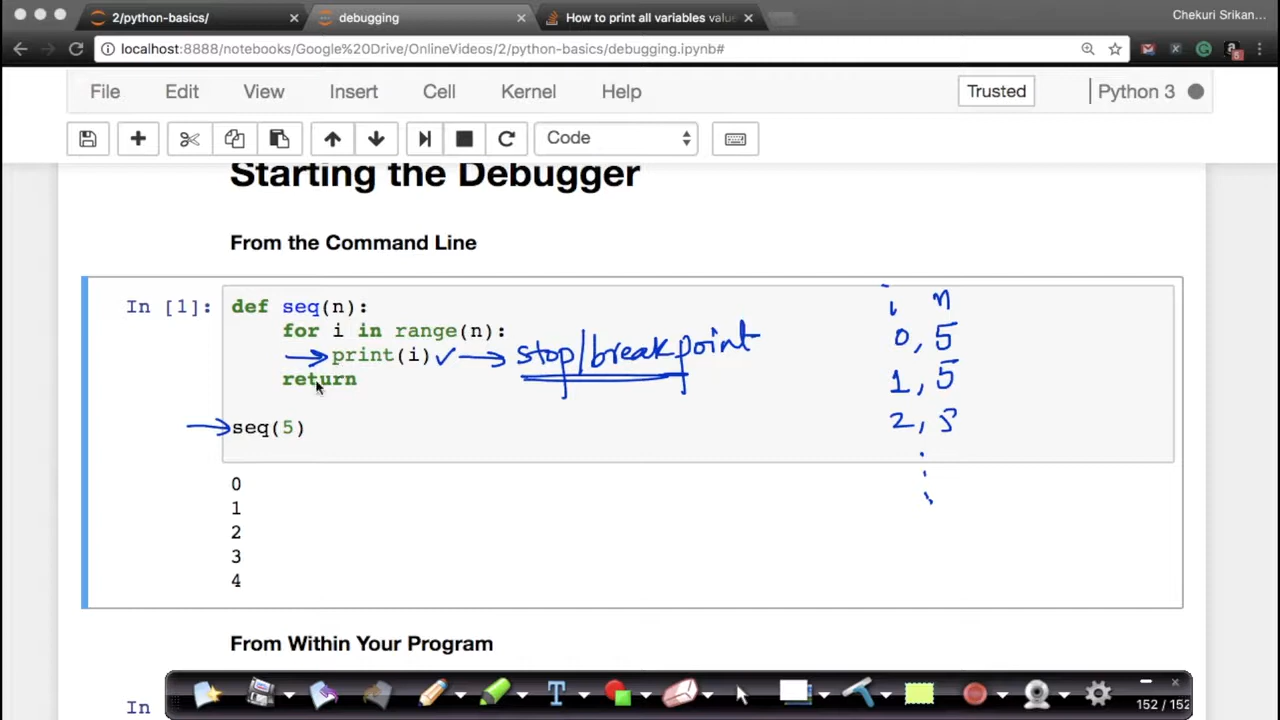 2/python-basics/ debugging How to print all variables value Chekuri Srikan...
localhost:8888/notebooks/Google%20Drive/OnlineVideos/2/python-basics/debugging.ipynb#
File Edit View Insert Cell Kernel Help Trusted Python 3
Code
Starting the Debugger
From the Command Line
In [1]: def seq(n): i n
for i in range(n): 0, 5
print(i) stop/breakpoint
return 1, 5
seq(5) 2, 5
0
1
2
3
4
From Within Your Program
In
152 / 152